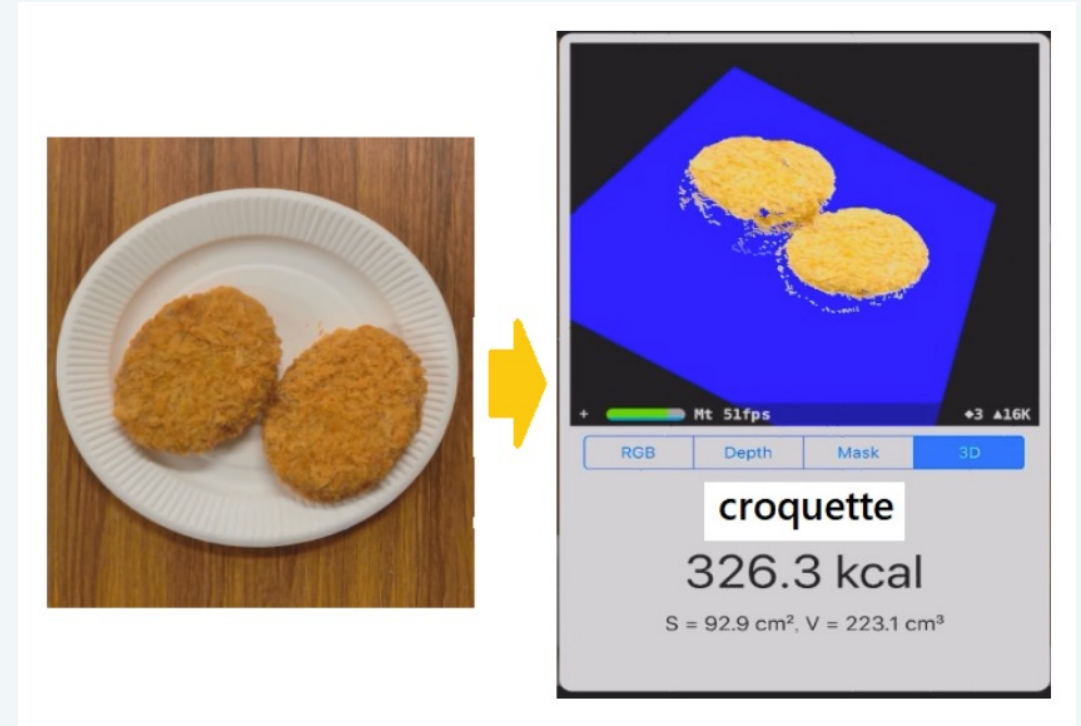 + Mt 51fps ◆3 ▲16K
RGB Depth Mask 3D
croquette
326.3 kcal
S = 92.9 cm², V = 223.1 cm³